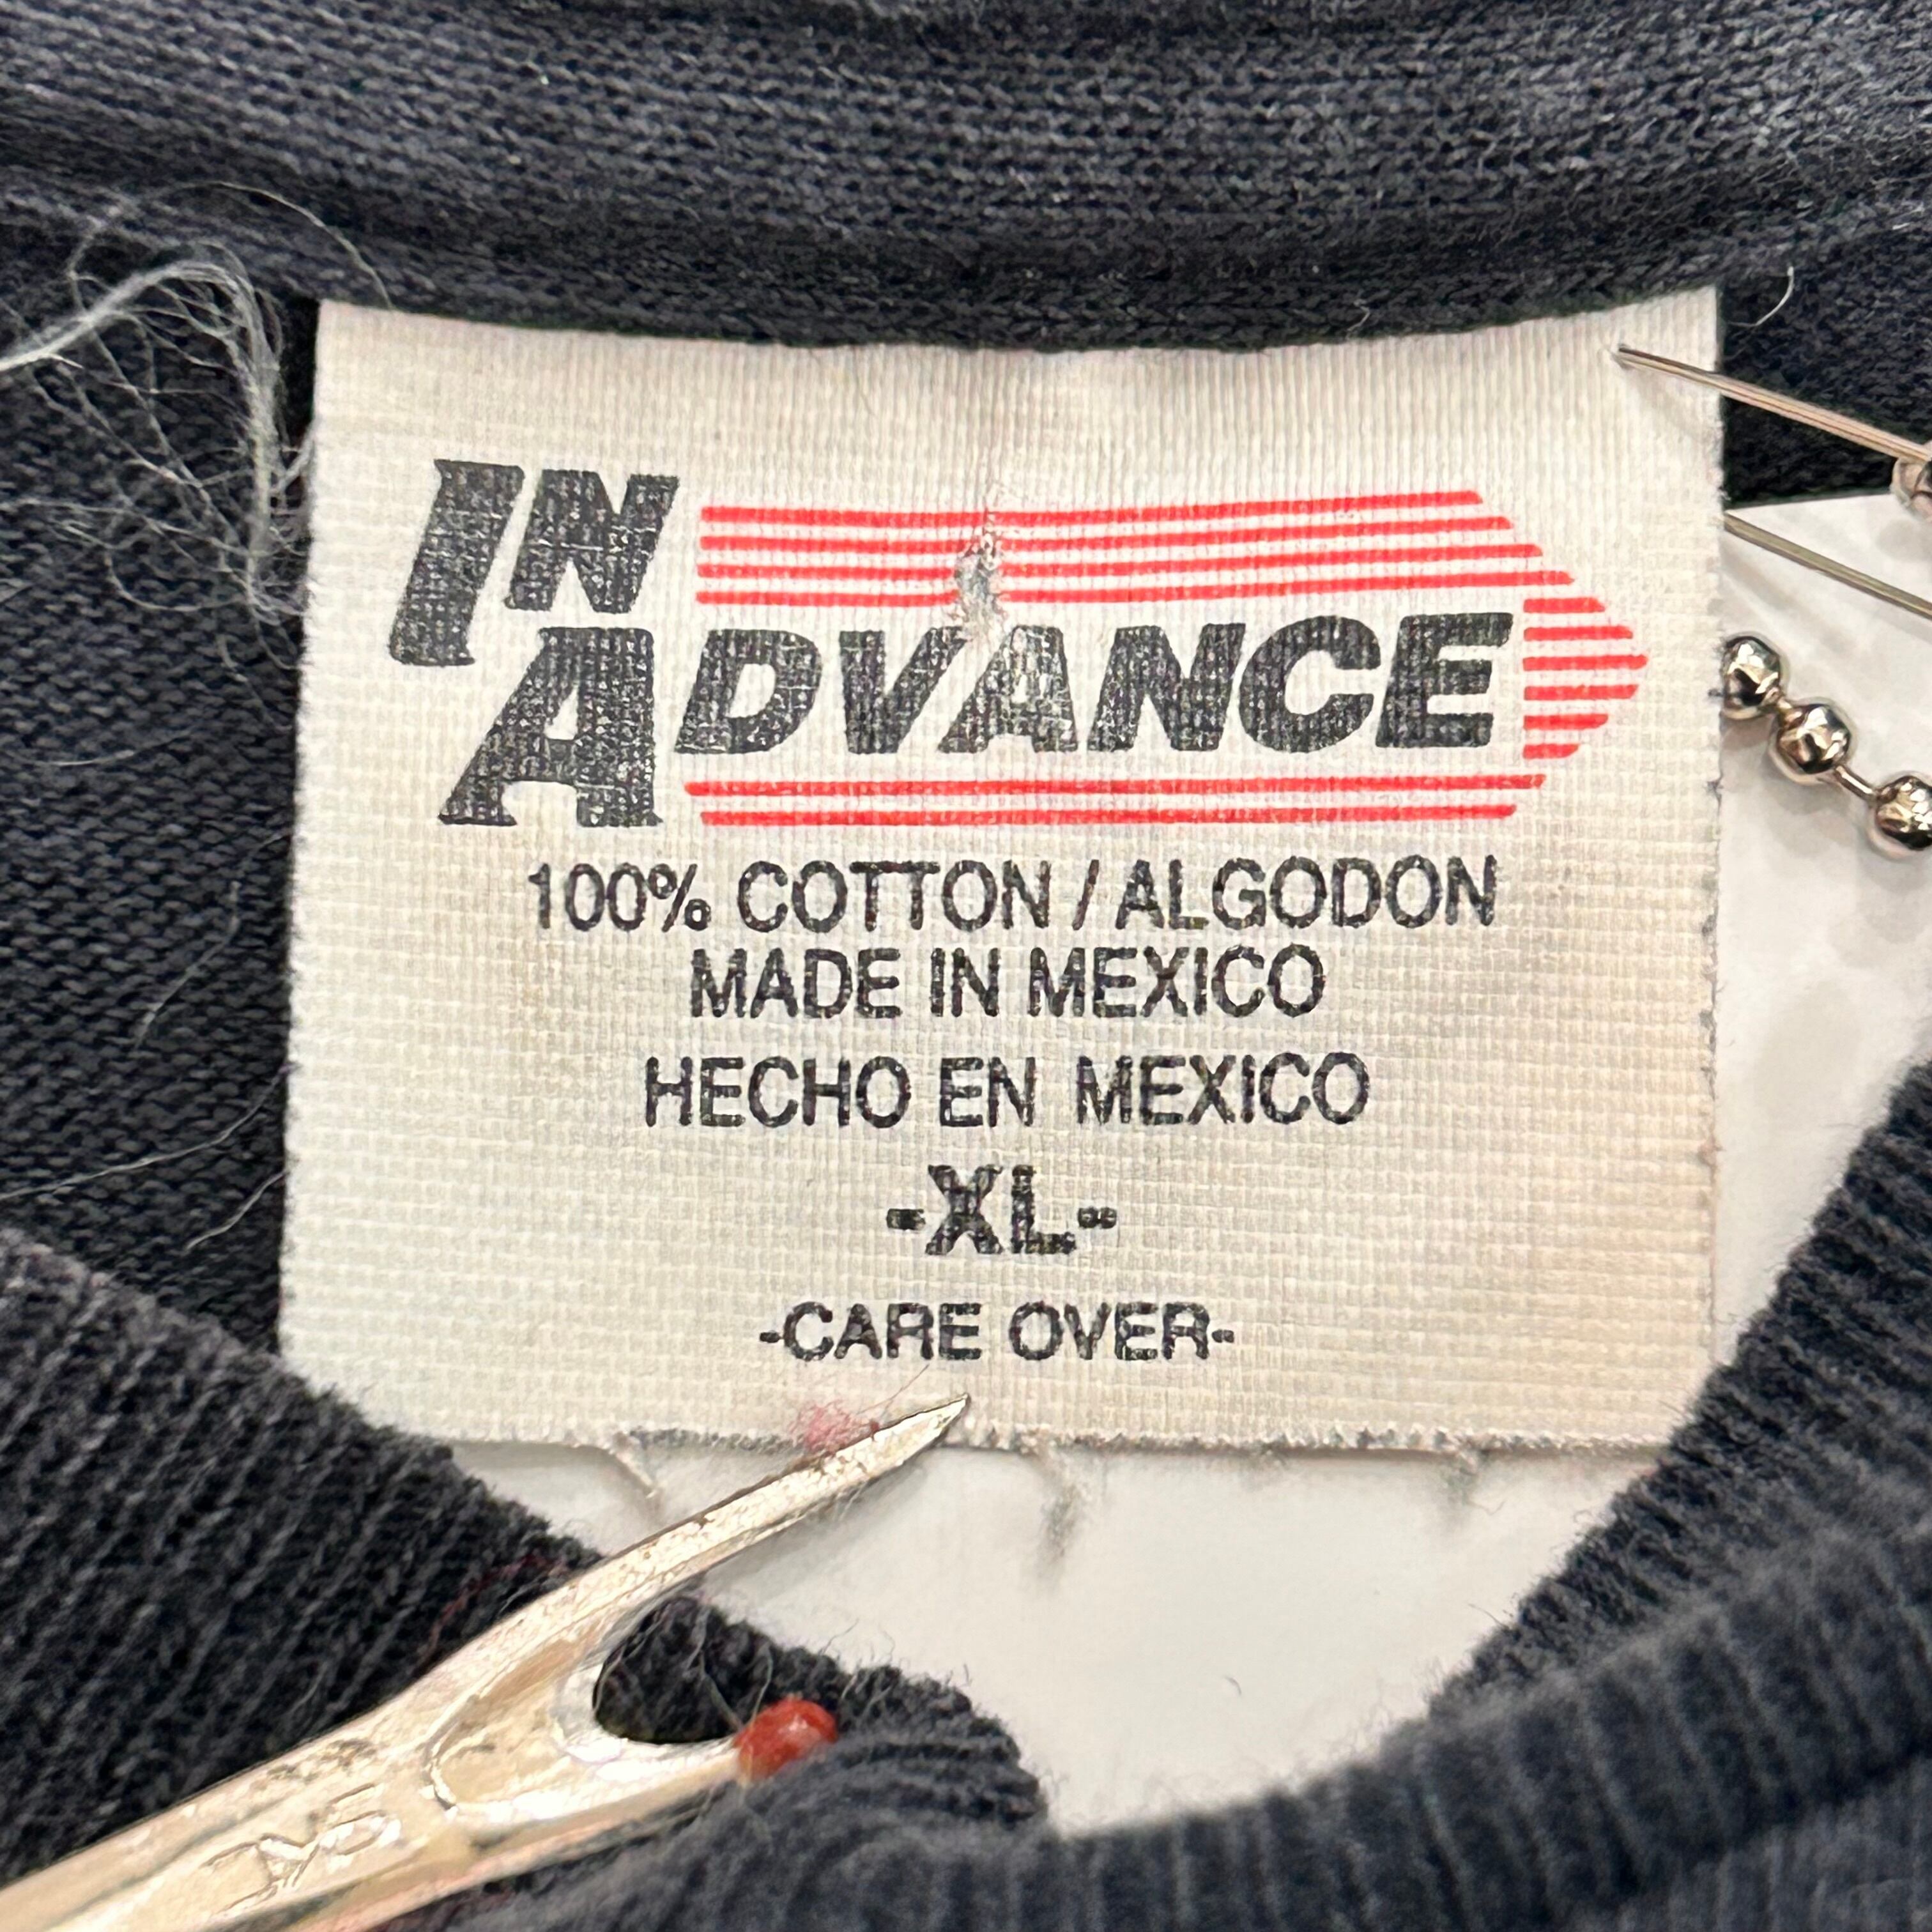 IN
ADVANCE
100% COTTON / ALGODON
MADE IN MEXICO
HECHO EN MEXICO
-XL-
-CARE OVER-